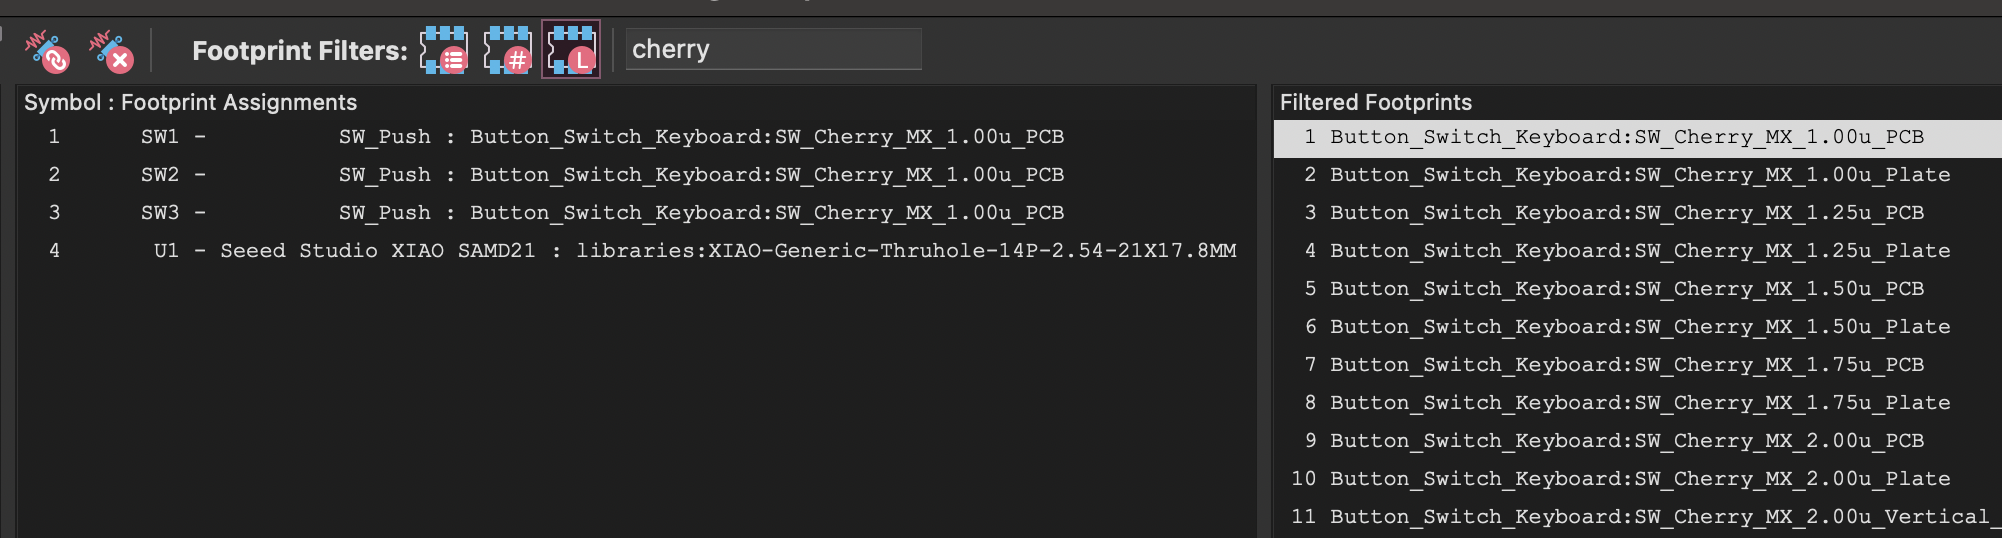 Footprint Filters: # L cherry
Symbol : Footprint Assignments
1 SW1 - SW_Push : Button_Switch_Keyboard:SW_Cherry_MX_1.00u_PCB
2 SW2 - SW_Push : Button_Switch_Keyboard:SW_Cherry_MX_1.00u_PCB
3 SW3 - SW_Push : Button_Switch_Keyboard:SW_Cherry_MX_1.00u_PCB
4 U1 - Seeed Studio XIAO SAMD21 : libraries:XIAO-Generic-Thruhole-14P-2.54-21X17.8MM
Filtered Footprints
1 Button_Switch_Keyboard:SW_Cherry_MX_1.00u_PCB
2 Button_Switch_Keyboard:SW_Cherry_MX_1.00u_Plate
3 Button_Switch_Keyboard:SW_Cherry_MX_1.25u_PCB
4 Button_Switch_Keyboard:SW_Cherry_MX_1.25u_Plate
5 Button_Switch_Keyboard:SW_Cherry_MX_1.50u_PCB
6 Button_Switch_Keyboard:SW_Cherry_MX_1.50u_Plate
7 Button_Switch_Keyboard:SW_Cherry_MX_1.75u_PCB
8 Button_Switch_Keyboard:SW_Cherry_MX_1.75u_Plate
9 Button_Switch_Keyboard:SW_Cherry_MX_2.00u_PCB
10 Button_Switch_Keyboard:SW_Cherry_MX_2.00u_Plate
11 Button_Switch_Keyboard:SW_Cherry_MX_2.00u_Vertical_